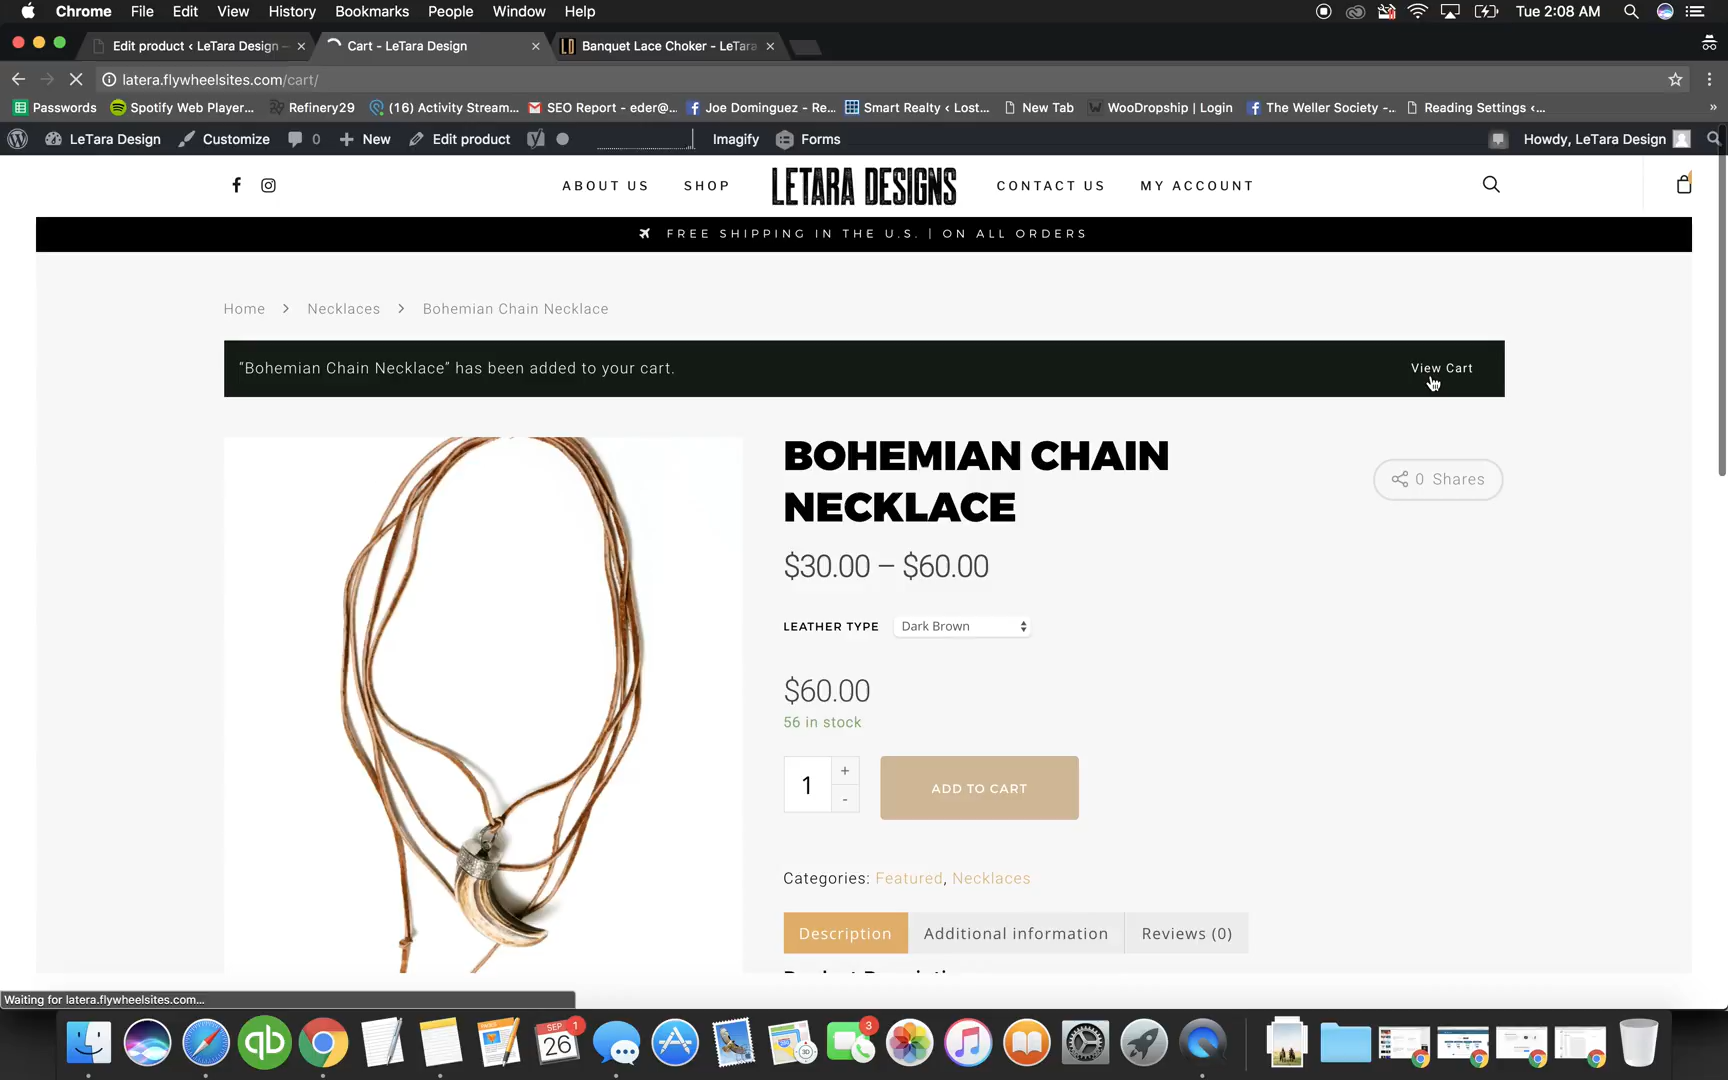 Chrome File Edit View History Bookmarks People Window Help Tue 2:08 AM
Edit product ‹ LeTara Design – Cart - LeTara Design Banquet Lace Choker - LeTara
latera.flywheelsites.com/cart/
Passwords Spotify Web Player... Refinery29 (16) Activity Stream... SEO Report - eder@... Joe Dominguez - Re... Smart Realty ‹ Lost... New Tab WooDropship | Login The Weller Society -... Reading Settings ‹... »
LeTara Design Customize 0 New Edit product Imagify Forms Howdy, LeTara Design
ABOUT US SHOP LETARA DESIGNS CONTACT US MY ACCOUNT
FREE SHIPPING IN THE U.S. | ON ALL ORDERS
Home > Necklaces > Bohemian Chain Necklace
“Bohemian Chain Necklace” has been added to your cart. View Cart
BOHEMIAN CHAIN
NECKLACE
0 Shares
$30.00 – $60.00
LEATHER TYPE Dark Brown
$60.00
56 in stock
1 + -
ADD TO CART
Categories: Featured, Necklaces
Description Additional information Reviews (0)
Waiting for latera.flywheelsites.com...
SEP 1
26
3
qb
PAGES
3D